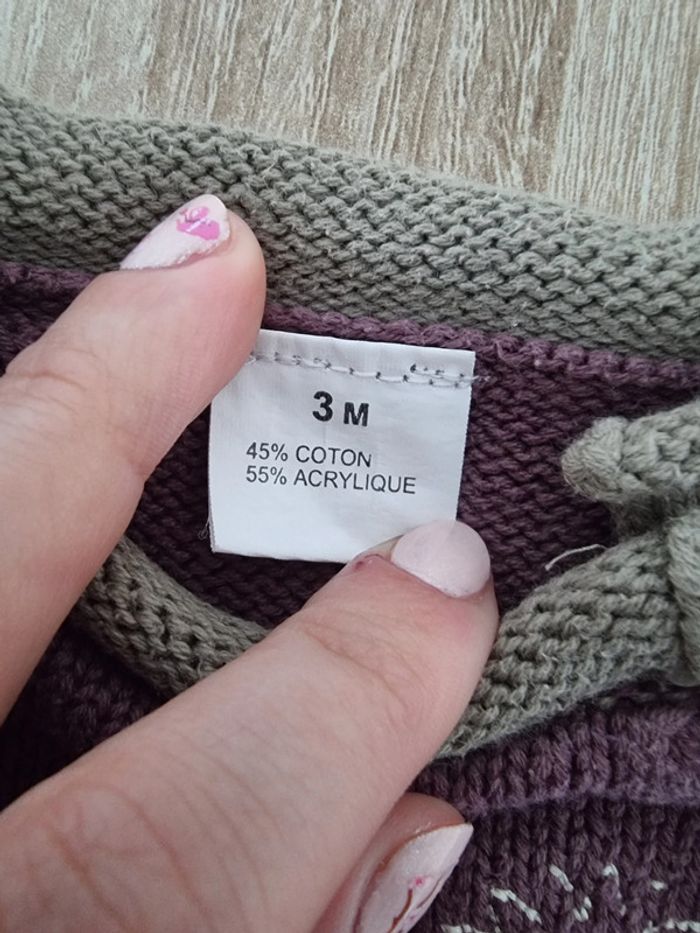 3 M
45% COTON
55% ACRYLIQUE